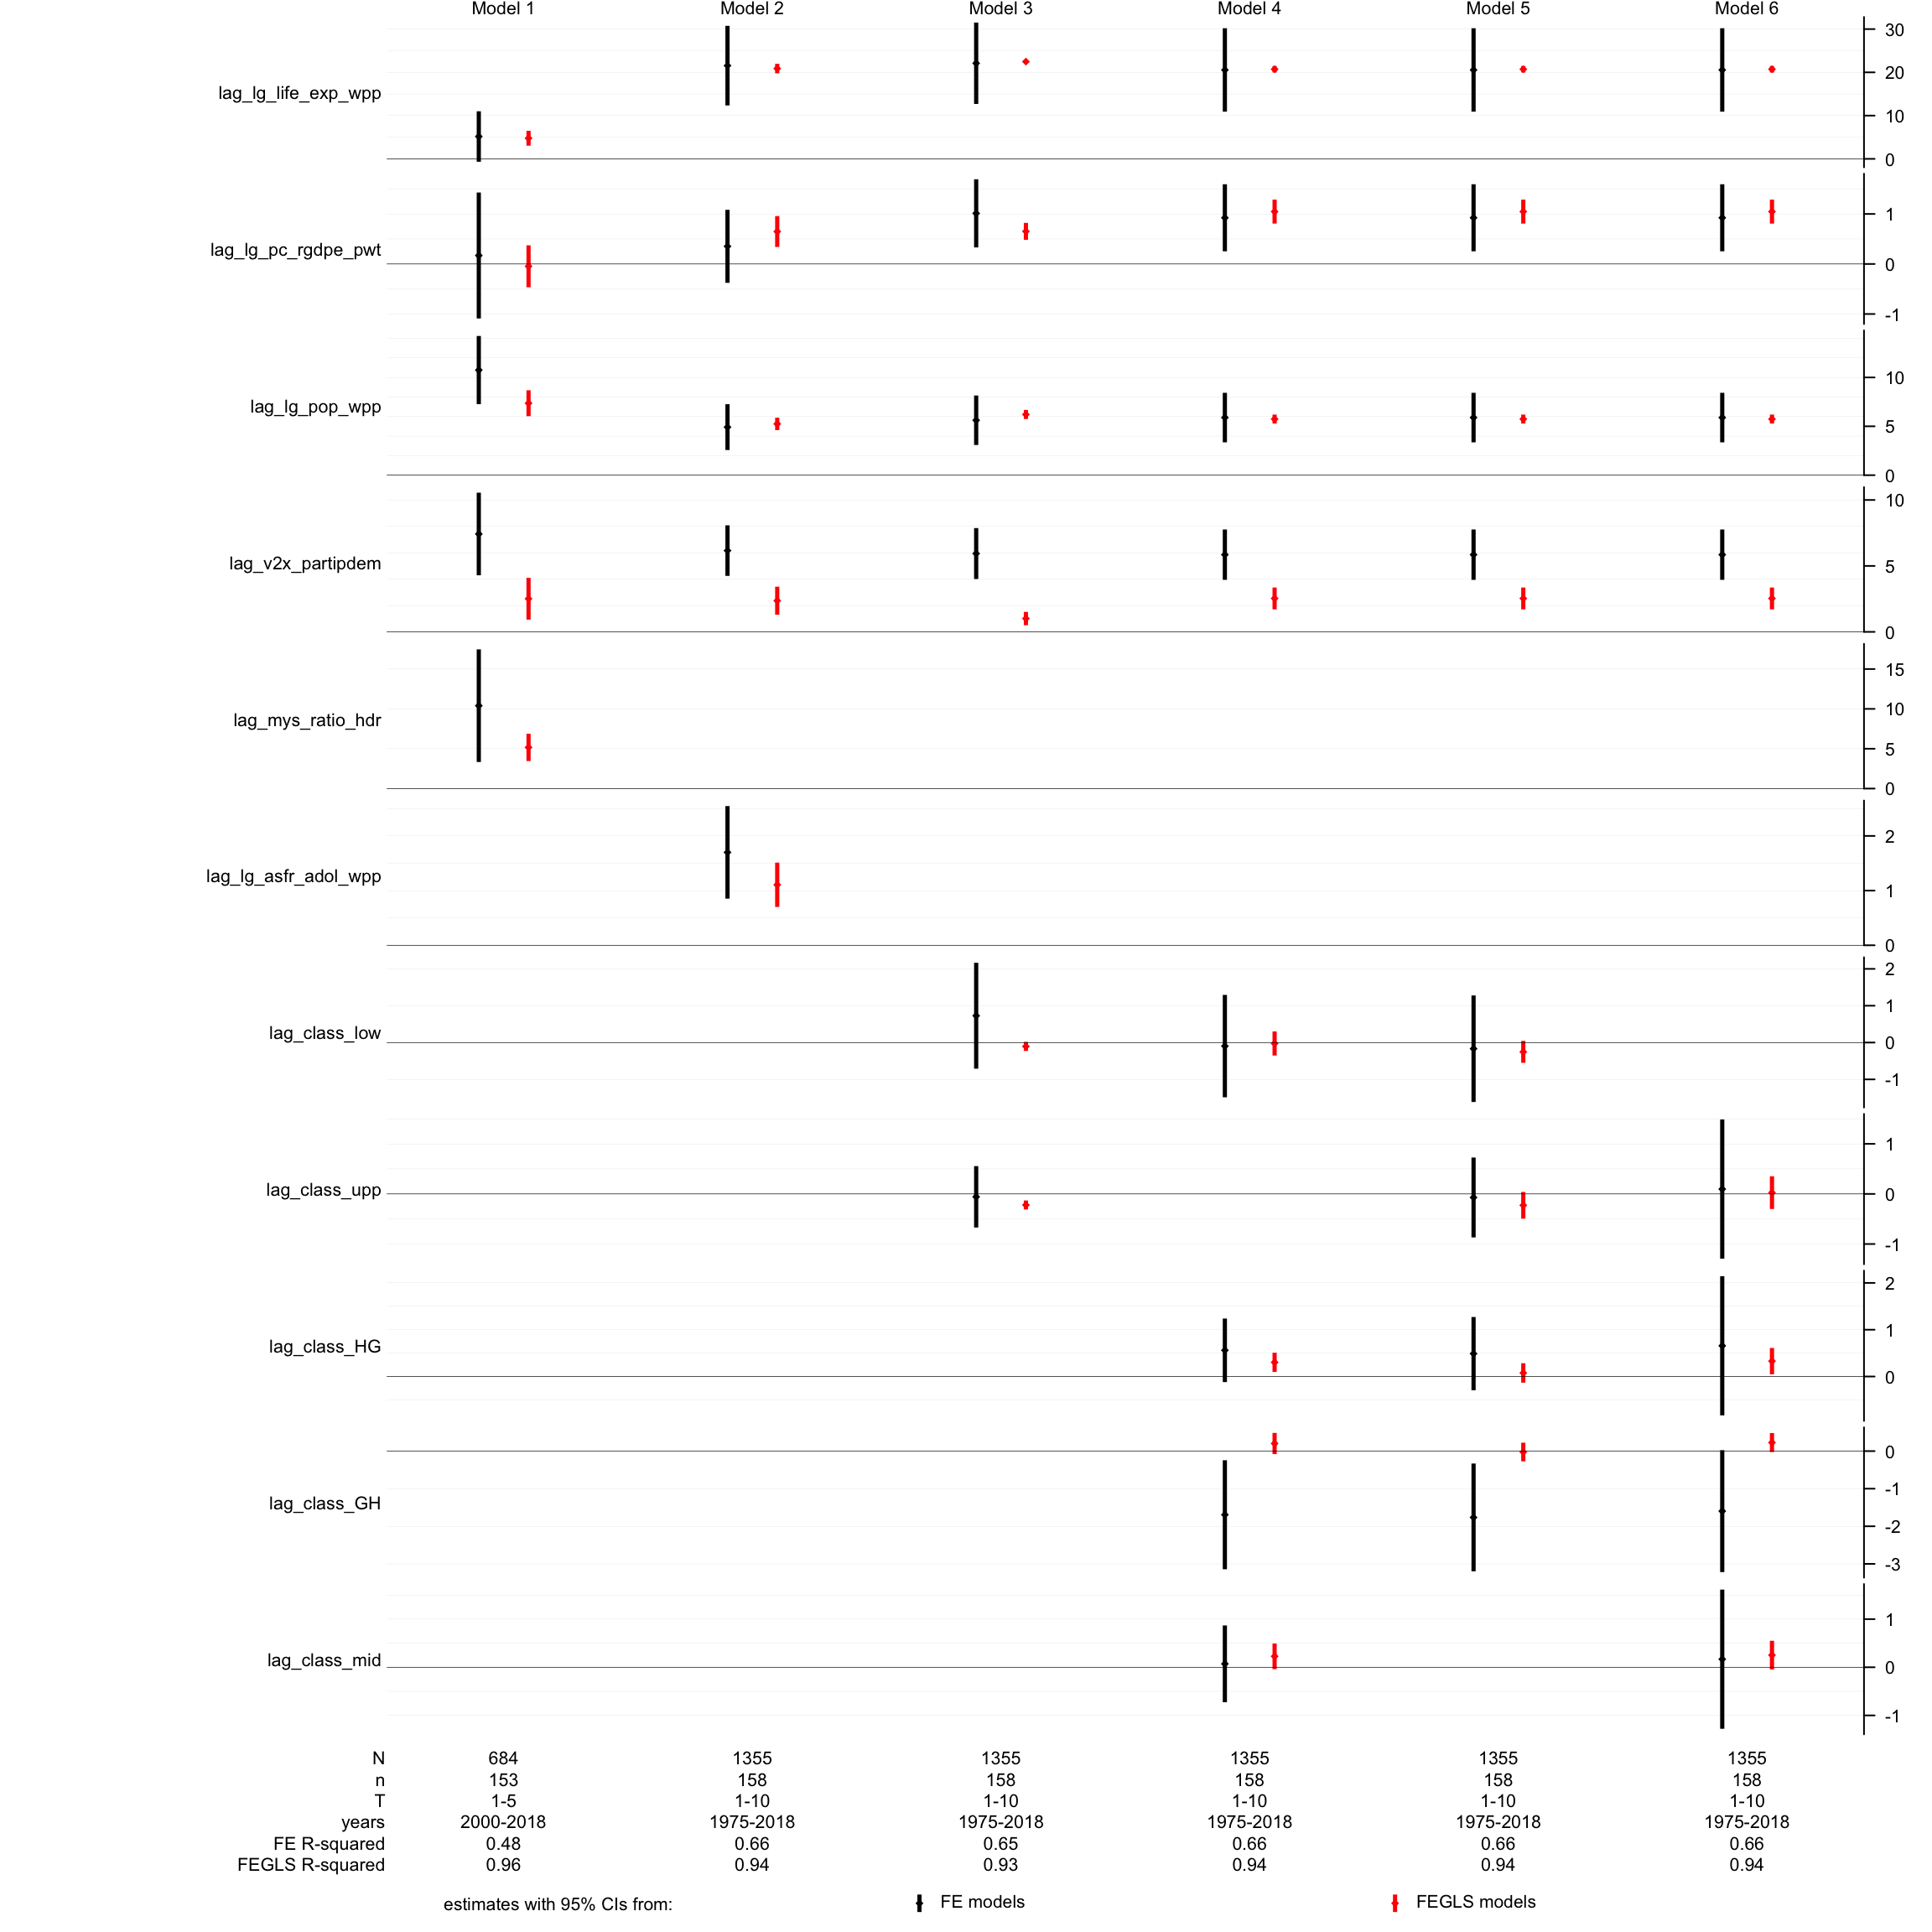 Model 1 Model 2 Model 3 Model 4 Model 5 Model 6
30
20
lag_lg_life_exp_wpp
10
0
1
lag_lg_pc_rgdpe_pwt
0
-1
10
lag_lg_pop_wpp
5
0
10
lag_v2x_partipdem
5
0
15
lag_mys_ratio_hdr
10
5
0
2
lag_lg_asfr_adol_wpp
1
0
2
1
lag_class_low
0
-1
1
lag_class_upp
0
-1
2
1
lag_class_HG
0
0
-1
lag_class_GH
-2
-3
1
lag_class_mid
0
-1
N 684 1355 1355 1355 1355 1355
n 153 158 158 158 158 158
T 1-5 1-10 1-10 1-10 1-10 1-10
years 2000-2018 1975-2018 1975-2018 1975-2018 1975-2018 1975-2018
FE R-squared 0.48 0.66 0.65 0.66 0.66 0.66
FEGLS R-squared 0.96 0.94 0.93 0.94 0.94 0.94
estimates with 95% CIs from: FE models FEGLS models